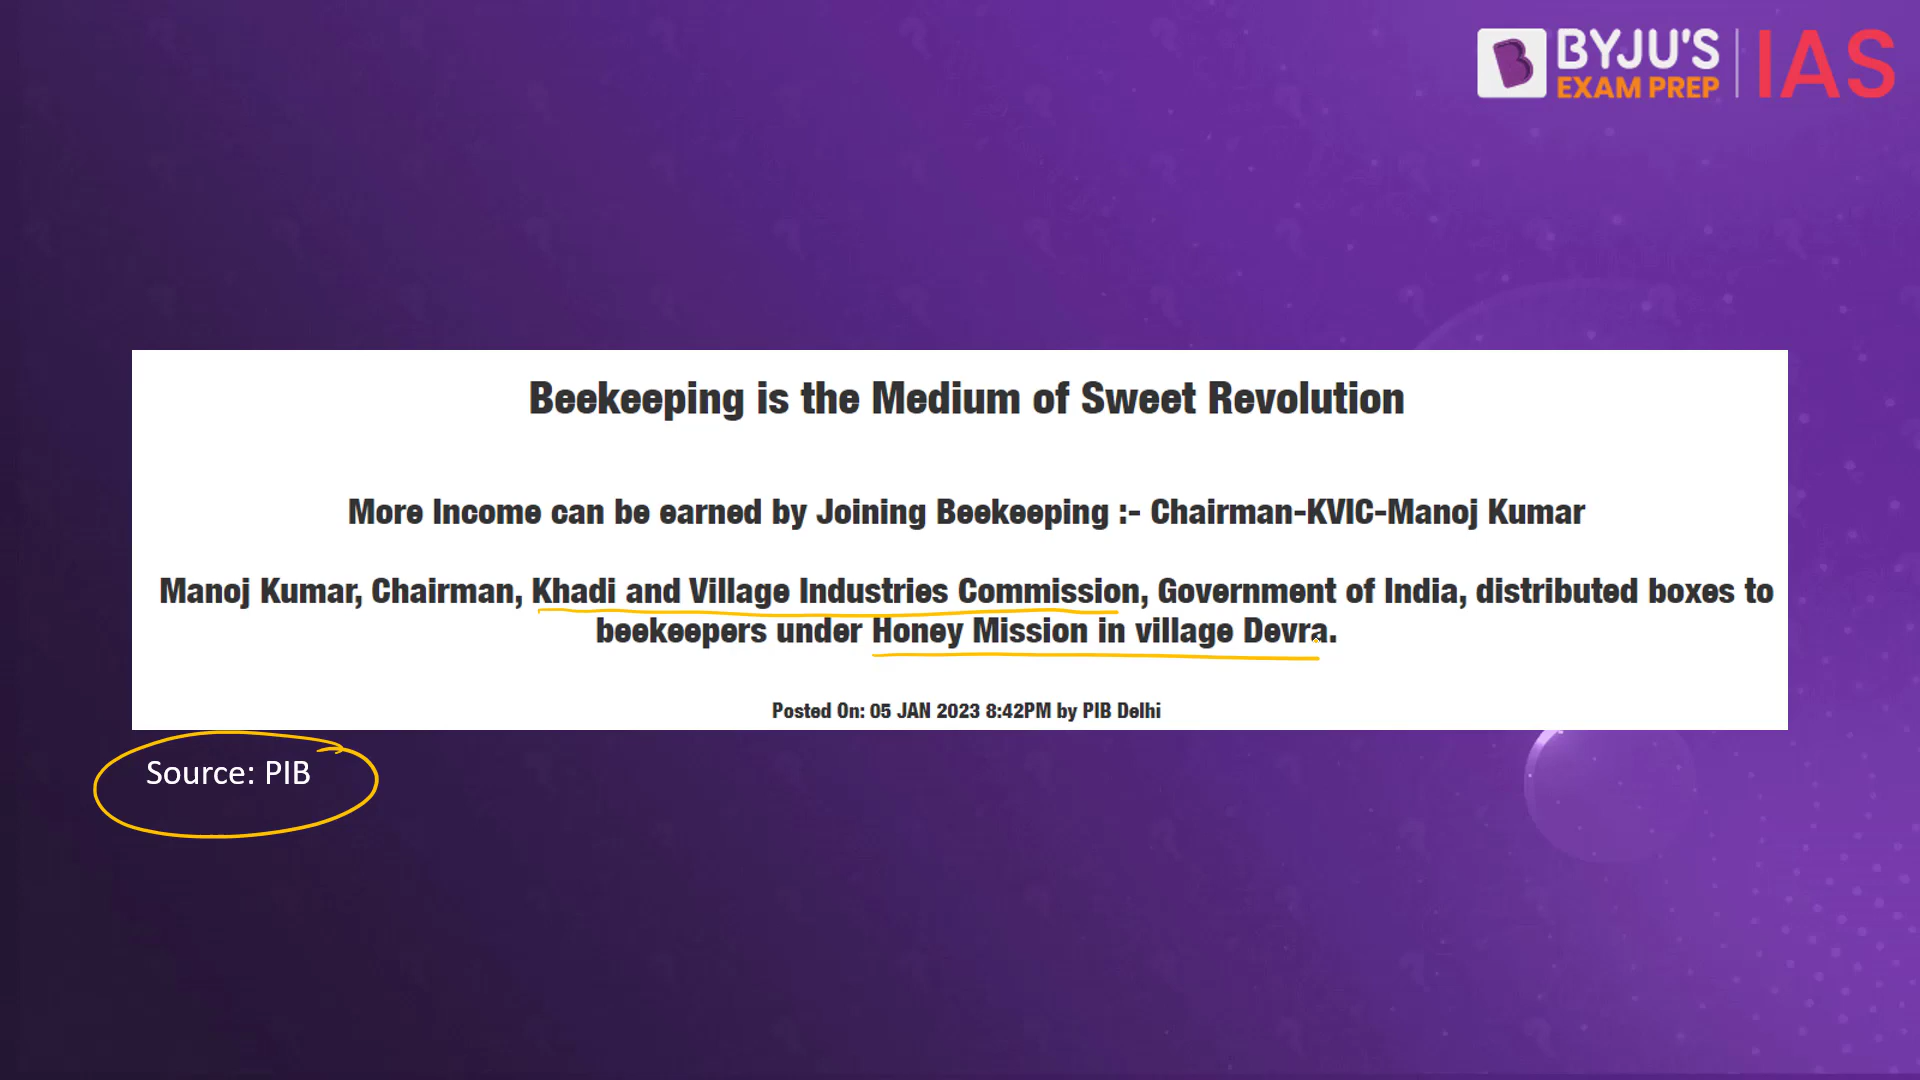 BYJU'S
EXAM PREP
IAS
Beekeeping is the Medium of Sweet Revolution
More Income can be earned by Joining Beekeeping :- Chairman-KVIC-Manoj Kumar
Manoj Kumar, Chairman, Khadi and Village Industries Commission, Government of India, distributed boxes to
beekeepers under Honey Mission in village Devra.
Posted On: 05 JAN 2023 8:42PM by PIB Delhi
Source: PIB